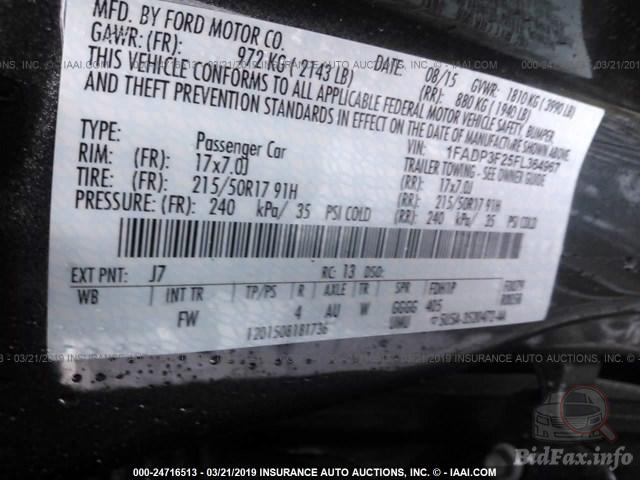 MFD. BY FORD MOTOR CO.
DATE: 08/15 GVWR: 1810 KG ( 3990 LB)
GAWR: (FR): 972 KG ( 2143 LB) (RR): 880 KG ( 1940 LB)
THIS VEHICLE CONFORMS TO ALL APPLICABLE FEDERAL MOTOR VEHICLE SAFETY, BUMPER,
AND THEFT PREVENTION STANDARDS IN EFFECT ON THE DATE OF MANUFACTURE SHOWN ABOVE.
VIN: 1FADP3F25FL364967
TYPE: Passenger Car TRAILER TOWING - SEE OWNER GUIDE
RIM: (FR): 17x7.0J (RR): 17x7.0J
TIRE: (FR): 215/50R17 91H (RR): 215/50R17 91H
PRESSURE: (FR): 240 kPa/ 35 PSI COLD (RR): 240 kPa/ 35 PSI COLD
EXT PNT: J7 RC: 13 DSO:
WB INT TR TP/PS R AXLE TR SPR
FW 4 AU W GGGG 405
UMU
1201508181736
000-24716513 - 03/21/2019 INSURANCE AUTO AUCTIONS, INC. - © IAAI.COM
BidFax.info